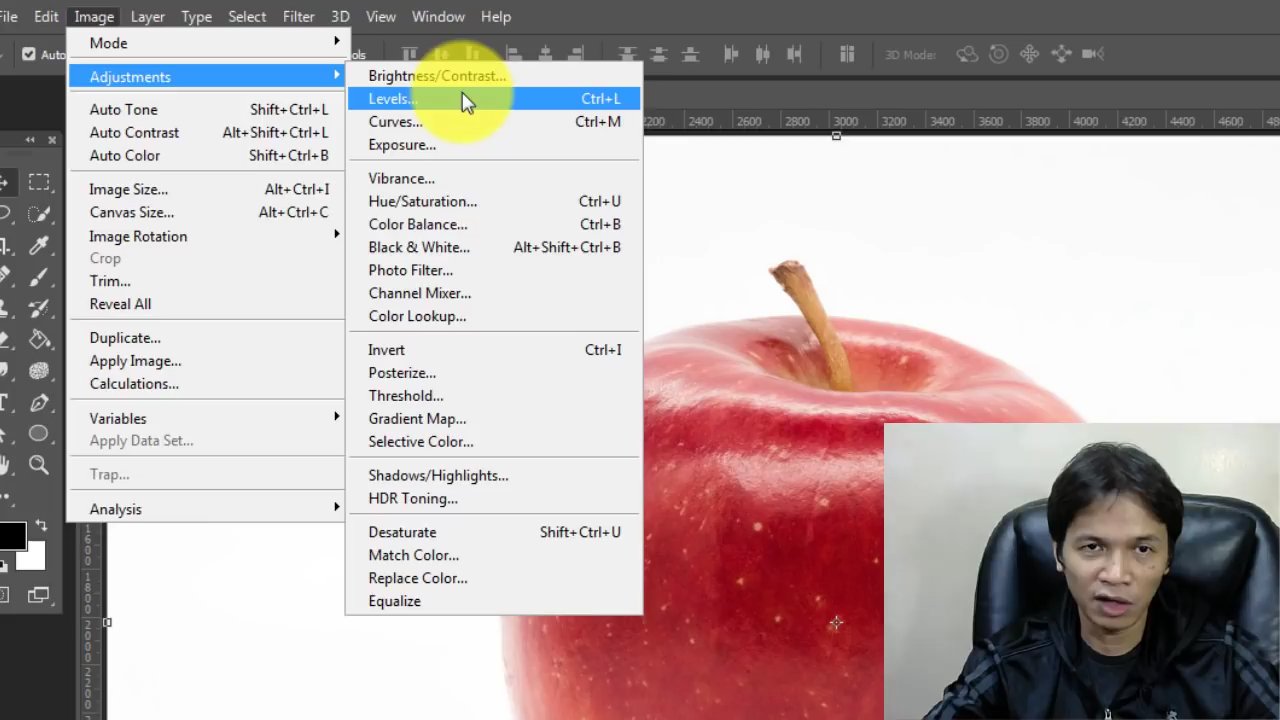 File Edit Image Layer Type Select Filter 3D View Window Help
Auto
3D Mode:
Mode
Adjustments
Auto Tone Shift+Ctrl+L
Auto Contrast Alt+Shift+Ctrl+L
Auto Color Shift+Ctrl+B
Image Size... Alt+Ctrl+I
Canvas Size... Alt+Ctrl+C
Image Rotation
Crop
Trim...
Reveal All
Duplicate...
Apply Image...
Calculations...
Variables
Apply Data Set...
Trap...
Analysis
Brightness/Contrast...
Levels... Ctrl+L
Curves... Ctrl+M
Exposure...
Vibrance...
Hue/Saturation... Ctrl+U
Color Balance... Ctrl+B
Black & White... Alt+Shift+Ctrl+B
Photo Filter...
Channel Mixer...
Color Lookup...
Invert Ctrl+I
Posterize...
Threshold...
Gradient Map...
Selective Color...
Shadows/Highlights...
HDR Toning...
Desaturate Shift+Ctrl+U
Match Color...
Replace Color...
Equalize
2200 2400 2600 2800 3000 3200 3400 3600 3800 4000 4200 4400 4600
1600
1800
2000
2200